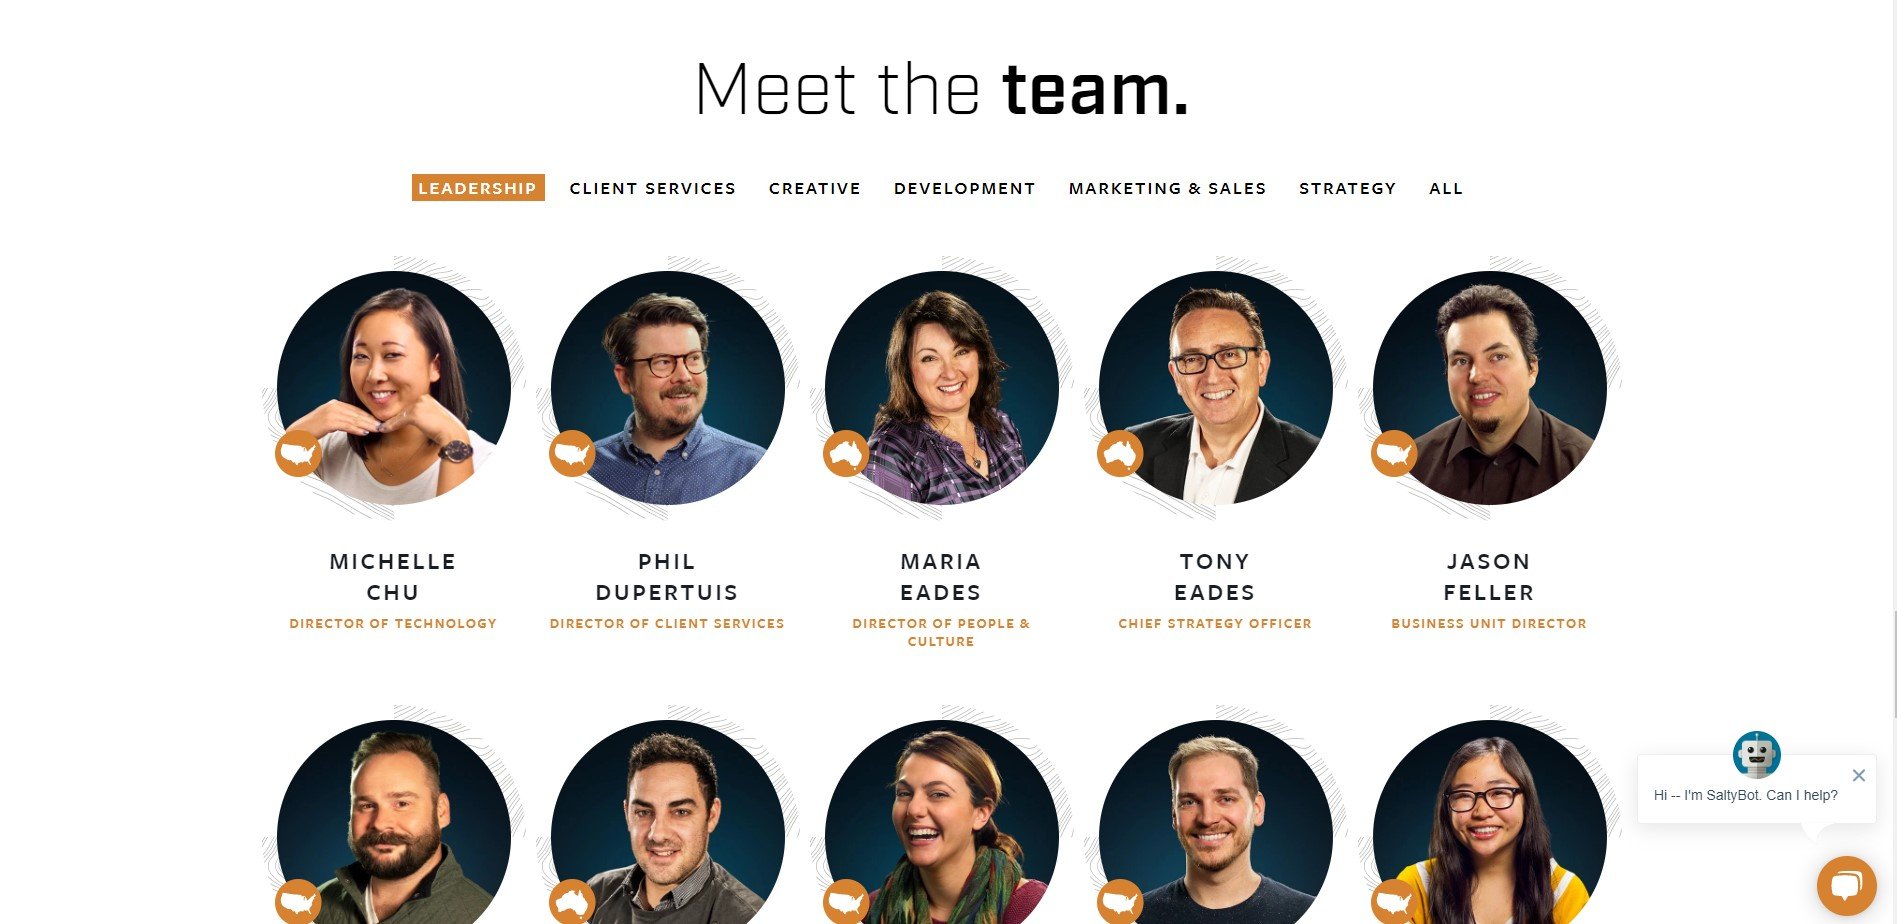 Meet the team.
LEADERSHIP CLIENT SERVICES CREATIVE DEVELOPMENT MARKETING & SALES STRATEGY ALL
MICHELLE
CHU
DIRECTOR OF TECHNOLOGY
PHIL
DUPERTUIS
DIRECTOR OF CLIENT SERVICES
MARIA
EADES
DIRECTOR OF PEOPLE &
CULTURE
TONY
EADES
CHIEF STRATEGY OFFICER
JASON
FELLER
BUSINESS UNIT DIRECTOR
Hi -- I'm SaltyBot. Can I help?